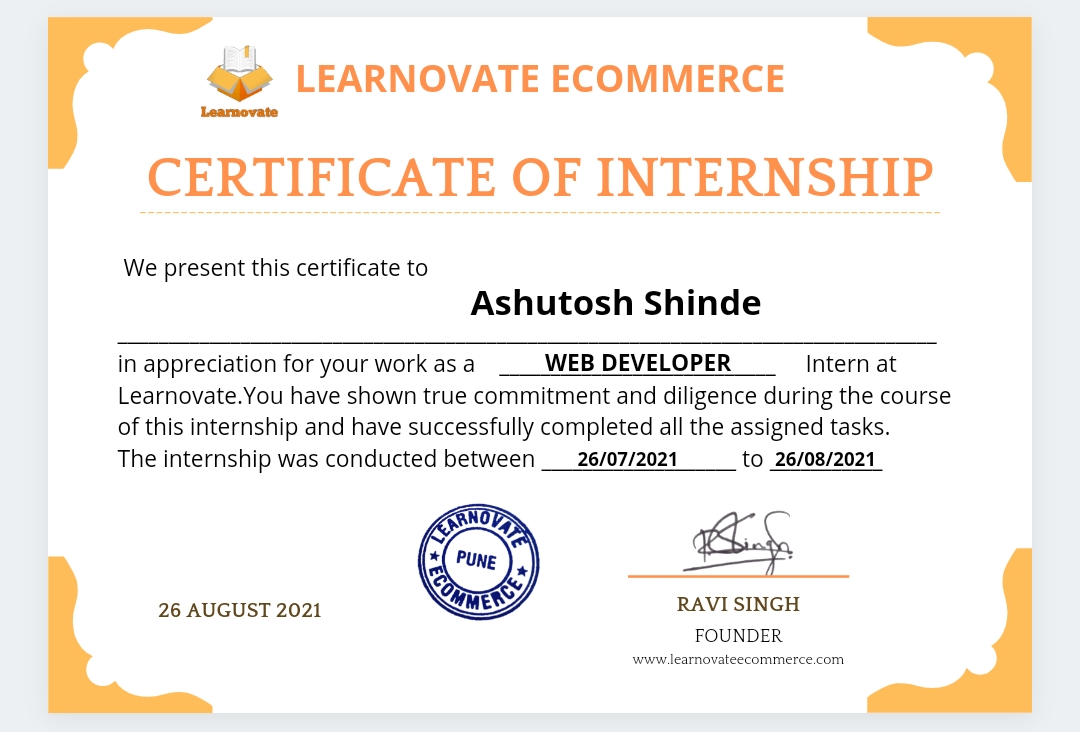 Learnovate
LEARNOVATE ECOMMERCE
CERTIFICATE OF INTERNSHIP
We present this certificate to
Ashutosh Shinde
in appreciation for your work as a WEB DEVELOPER Intern at
Learnovate.You have shown true commitment and diligence during the course
of this internship and have successfully completed all the assigned tasks.
The internship was conducted between 26/07/2021 to 26/08/2021
LEARNOVATE
PUNE
ECOMMERCE
RSingh
26 AUGUST 2021
RAVI SINGH
FOUNDER
www.learnovateecommerce.com